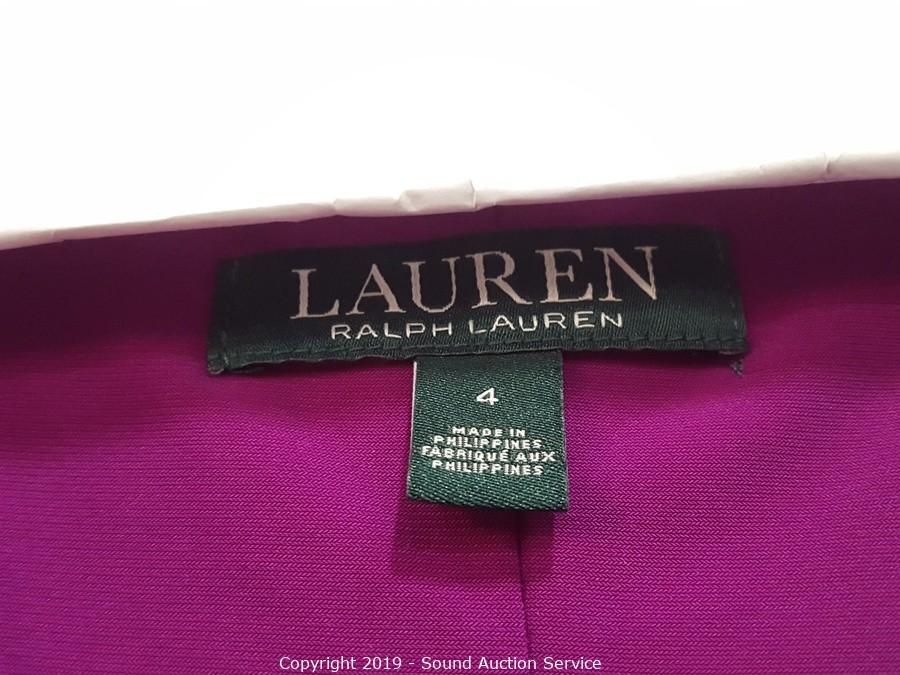 LAUREN
RALPH LAUREN
4
MADE IN
PHILIPPINES
FABRIQUÉ AUX
PHILIPPINES
Copyright 2019 - Sound Auction Service